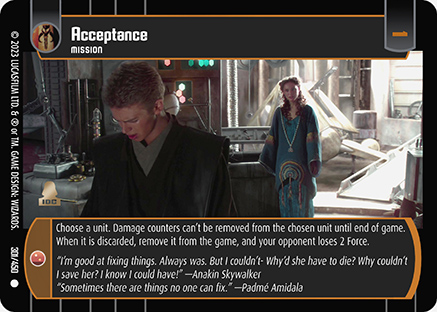 Acceptance
MISSION
© 2023 LUCASFILM LTD. & ® or TM. GAME DESIGN: WIZARDS.
Choose a unit. Damage counters can't be removed from the chosen unit until end of game.
When it is discarded, remove it from the game, and your opponent loses 2 Force.
"I'm good at fixing things. Always was. But I couldn't- Why'd she have to die? Why couldn't
I save her? I know I could have!" —Anakin Skywalker
"Sometimes there are things no one can fix." —Padmé Amidala